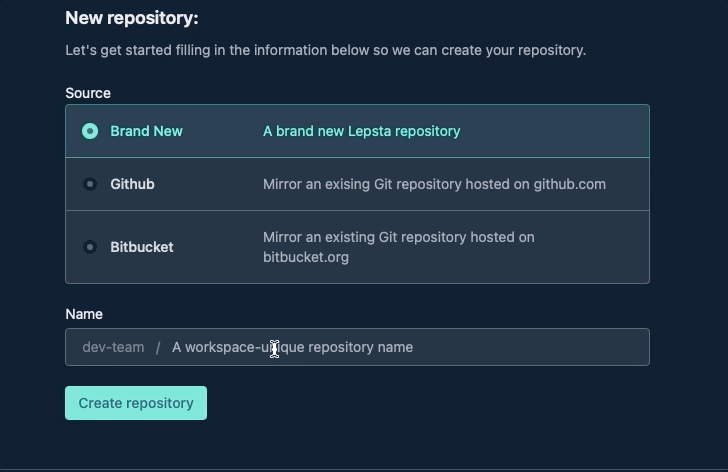 New repository:
Let's get started filling in the information below so we can create your repository.
Source
Brand New A brand new Lepsta repository
Github Mirror an exising Git repository hosted on github.com
Bitbucket Mirror an existing Git repository hosted on
bitbucket.org
Name
dev-team / A workspace-unique repository name
Create repository